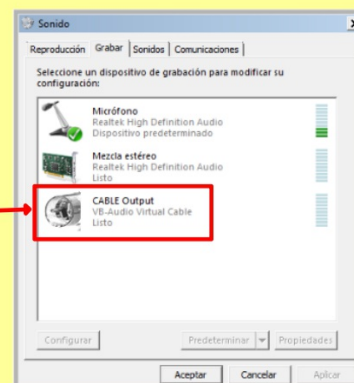 Sonido
Reproducción Grabar Sonidos Comunicaciones
Seleccione un dispositivo de grabación para modificar su
configuración:
Micrófono
Realtek High Definition Audio
Dispositivo predeterminado
Mezcla estéreo
Realtek High Definition Audio
Listo
CABLE Output
VB-Audio Virtual Cable
Listo
Configurar Predeterminar Propiedades
Aceptar Cancelar Aplicar